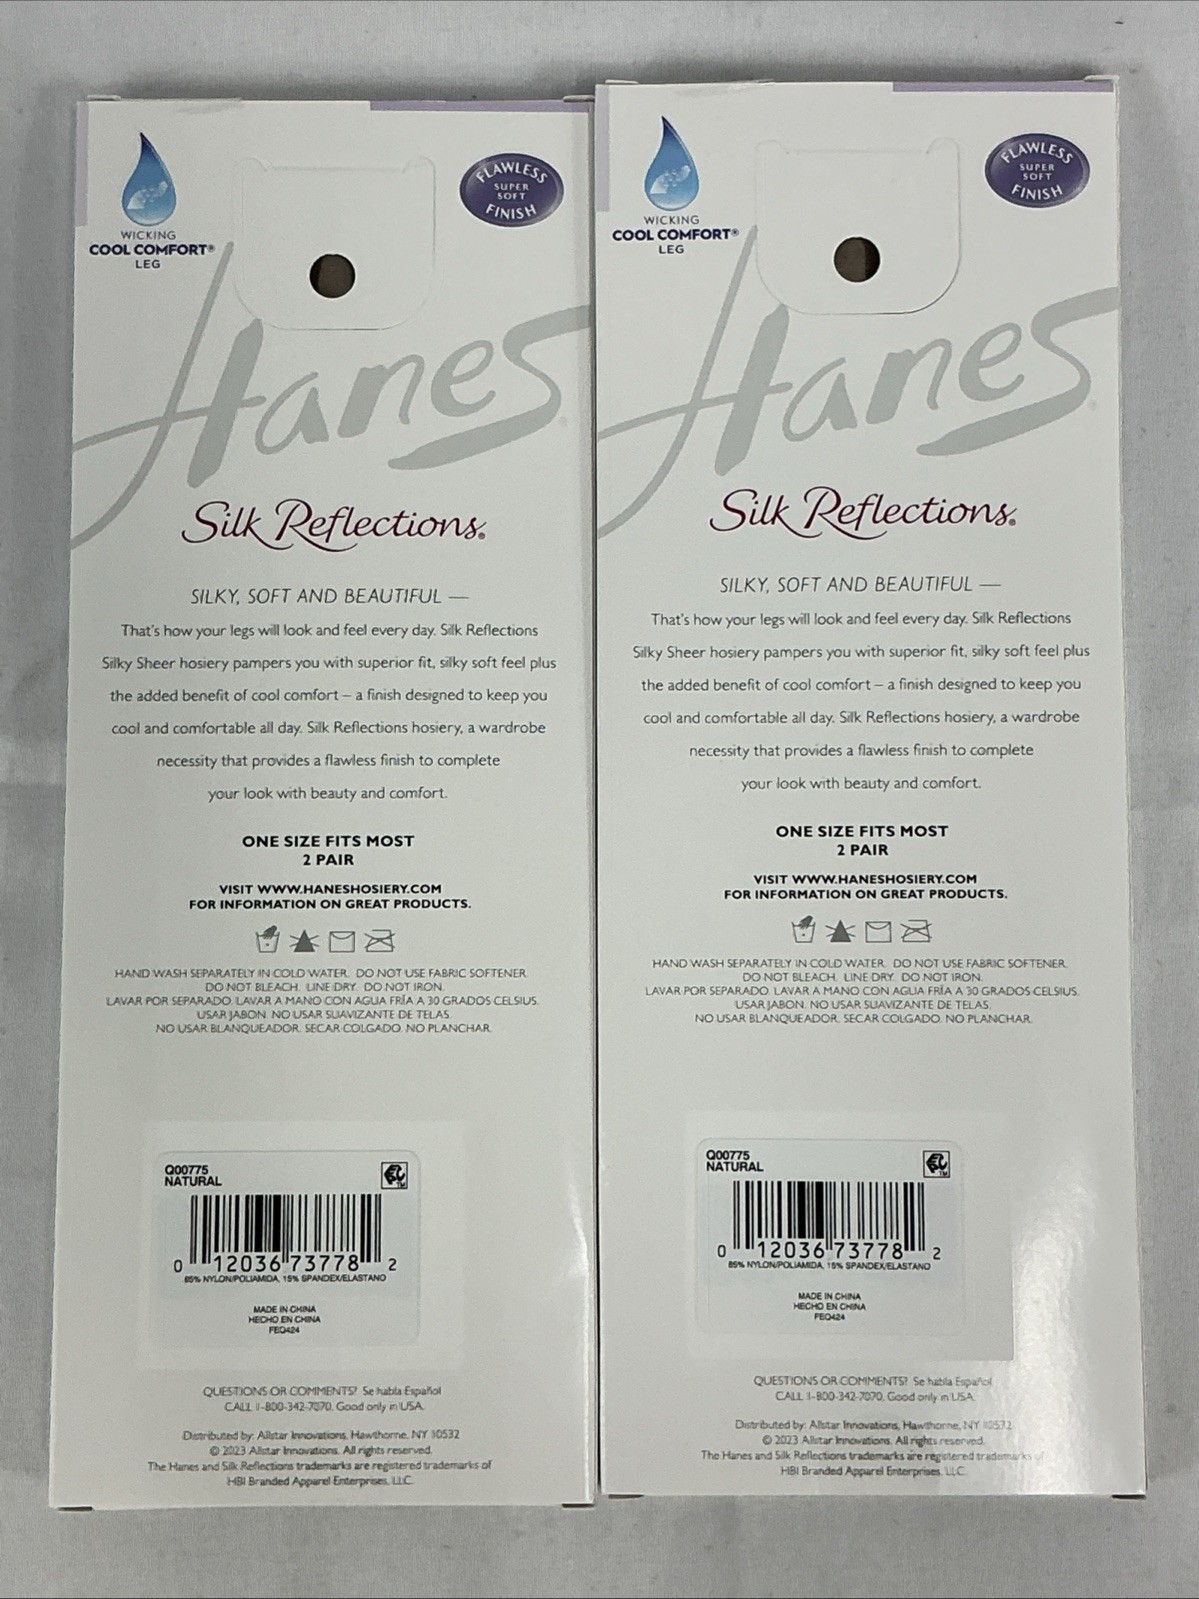 WICKING
COOL COMFORT®
LEG
FLAWLESS
SUPER
SOFT
FINISH
Hanes®
Silk Reflections®
SILKY, SOFT AND BEAUTIFUL —
That's how your legs will look and feel every day. Silk Reflections
Silky Sheer hosiery pampers you with superior fit, silky soft feel plus
the added benefit of cool comfort – a finish designed to keep you
cool and comfortable all day. Silk Reflections hosiery, a wardrobe
necessity that provides a flawless finish to complete
your look with beauty and comfort.
ONE SIZE FITS MOST
2 PAIR
VISIT WWW.HANESHOSIERY.COM
FOR INFORMATION ON GREAT PRODUCTS.
HAND WASH SEPARATELY IN COLD WATER. DO NOT USE FABRIC SOFTENER.
DO NOT BLEACH. LINE DRY. DO NOT IRON.
LAVAR POR SEPARADO. LAVAR A MANO CON AGUA FRÍA A 30 GRADOS CELSIUS.
USAR JABON. NO USAR SUAVIZANTE DE TELAS.
NO USAR BLANQUEADOR. SECAR COLGADO. NO PLANCHAR.
Q00775
NATURAL
0 12036 73778 2
85% NYLON/POLIAMIDA, 15% SPANDEX/ELASTANO
MADE IN CHINA
HECHO EN CHINA
FEO424
QUESTIONS OR COMMENTS? Se habla Español
CALL 1-800-342-7070. Good only in USA.
Distributed by: Allstar Innovations, Hawthorne, NY 10532
© 2023 Allstar Innovations. All rights reserved.
The Hanes and Silk Reflections trademarks are registered trademarks of
HBI Branded Apparel Enterprises, LLC.
WICKING
COOL COMFORT®
LEG
FLAWLESS
SUPER
SOFT
FINISH
Hanes®
Silk Reflections®
SILKY, SOFT AND BEAUTIFUL —
That's how your legs will look and feel every day. Silk Reflections
Silky Sheer hosiery pampers you with superior fit, silky soft feel plus
the added benefit of cool comfort – a finish designed to keep you
cool and comfortable all day. Silk Reflections hosiery, a wardrobe
necessity that provides a flawless finish to complete
your look with beauty and comfort.
ONE SIZE FITS MOST
2 PAIR
VISIT WWW.HANESHOSIERY.COM
FOR INFORMATION ON GREAT PRODUCTS.
HAND WASH SEPARATELY IN COLD WATER. DO NOT USE FABRIC SOFTENER.
DO NOT BLEACH. LINE DRY. DO NOT IRON.
LAVAR POR SEPARADO. LAVAR A MANO CON AGUA FRÍA A 30 GRADOS CELSIUS.
USAR JABON. NO USAR SUAVIZANTE DE TELAS.
NO USAR BLANQUEADOR. SECAR COLGADO. NO PLANCHAR.
Q00775
NATURAL
0 12036 73778 2
85% NYLON/POLIAMIDA, 15% SPANDEX/ELASTANO
MADE IN CHINA
HECHO EN CHINA
FEO424
QUESTIONS OR COMMENTS? Se habla Español
CALL 1-800-342-7070. Good only in USA.
Distributed by: Allstar Innovations, Hawthorne, NY 10532
© 2023 Allstar Innovations. All rights reserved.
The Hanes and Silk Reflections trademarks are registered trademarks of
HBI Branded Apparel Enterprises, LLC.